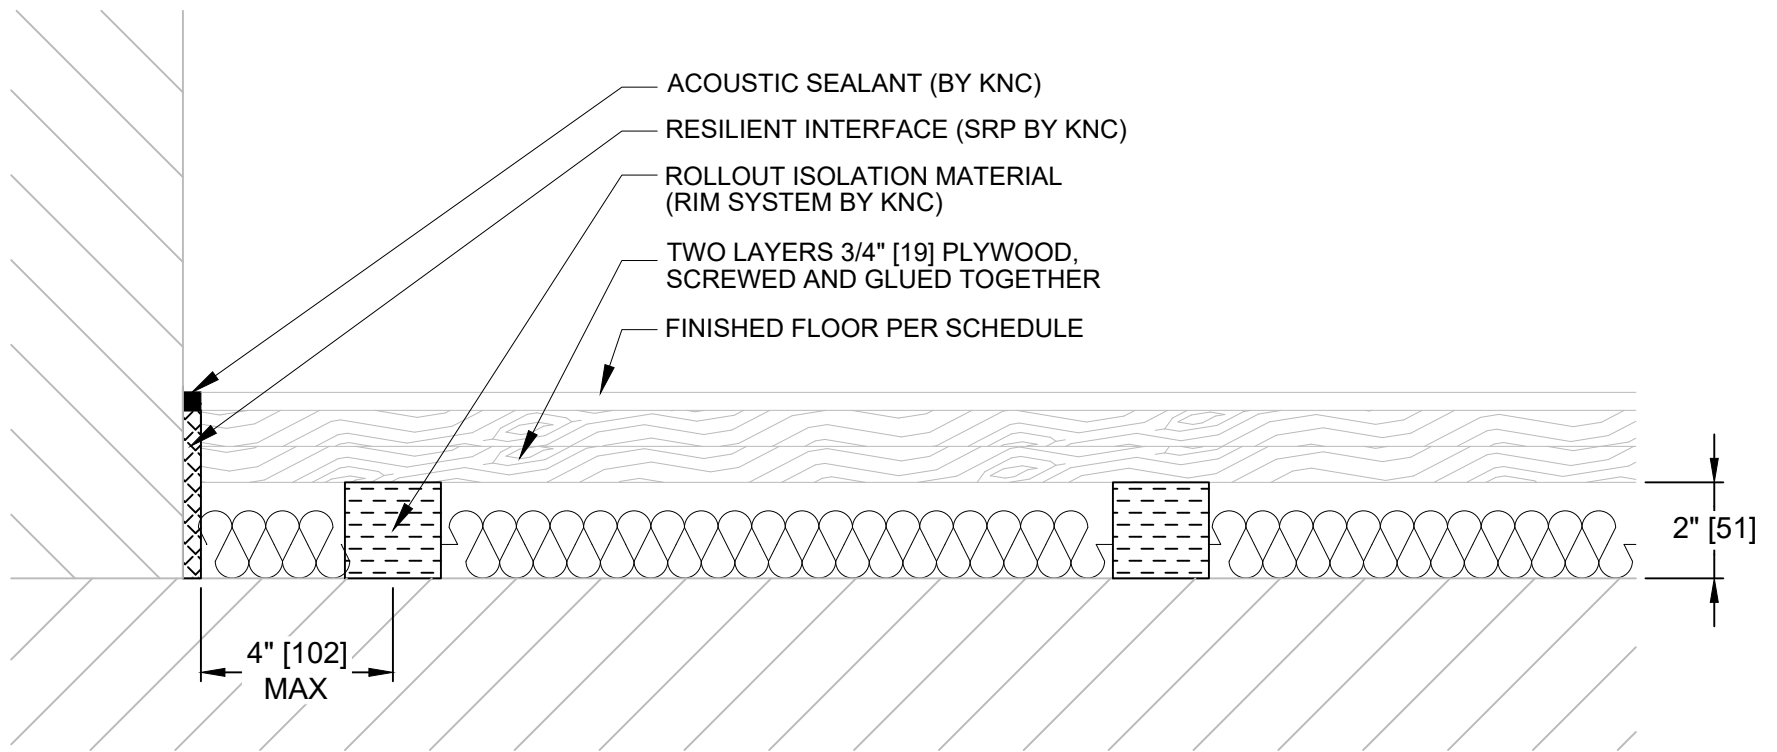 ACOUSTIC SEALANT (BY KNC)
RESILIENT INTERFACE (SRP BY KNC)
ROLLOUT ISOLATION MATERIAL
(RIM SYSTEM BY KNC)
TWO LAYERS 3/4" [19] PLYWOOD,
SCREWED AND GLUED TOGETHER
FINISHED FLOOR PER SCHEDULE
2" [51]
4" [102]
MAX